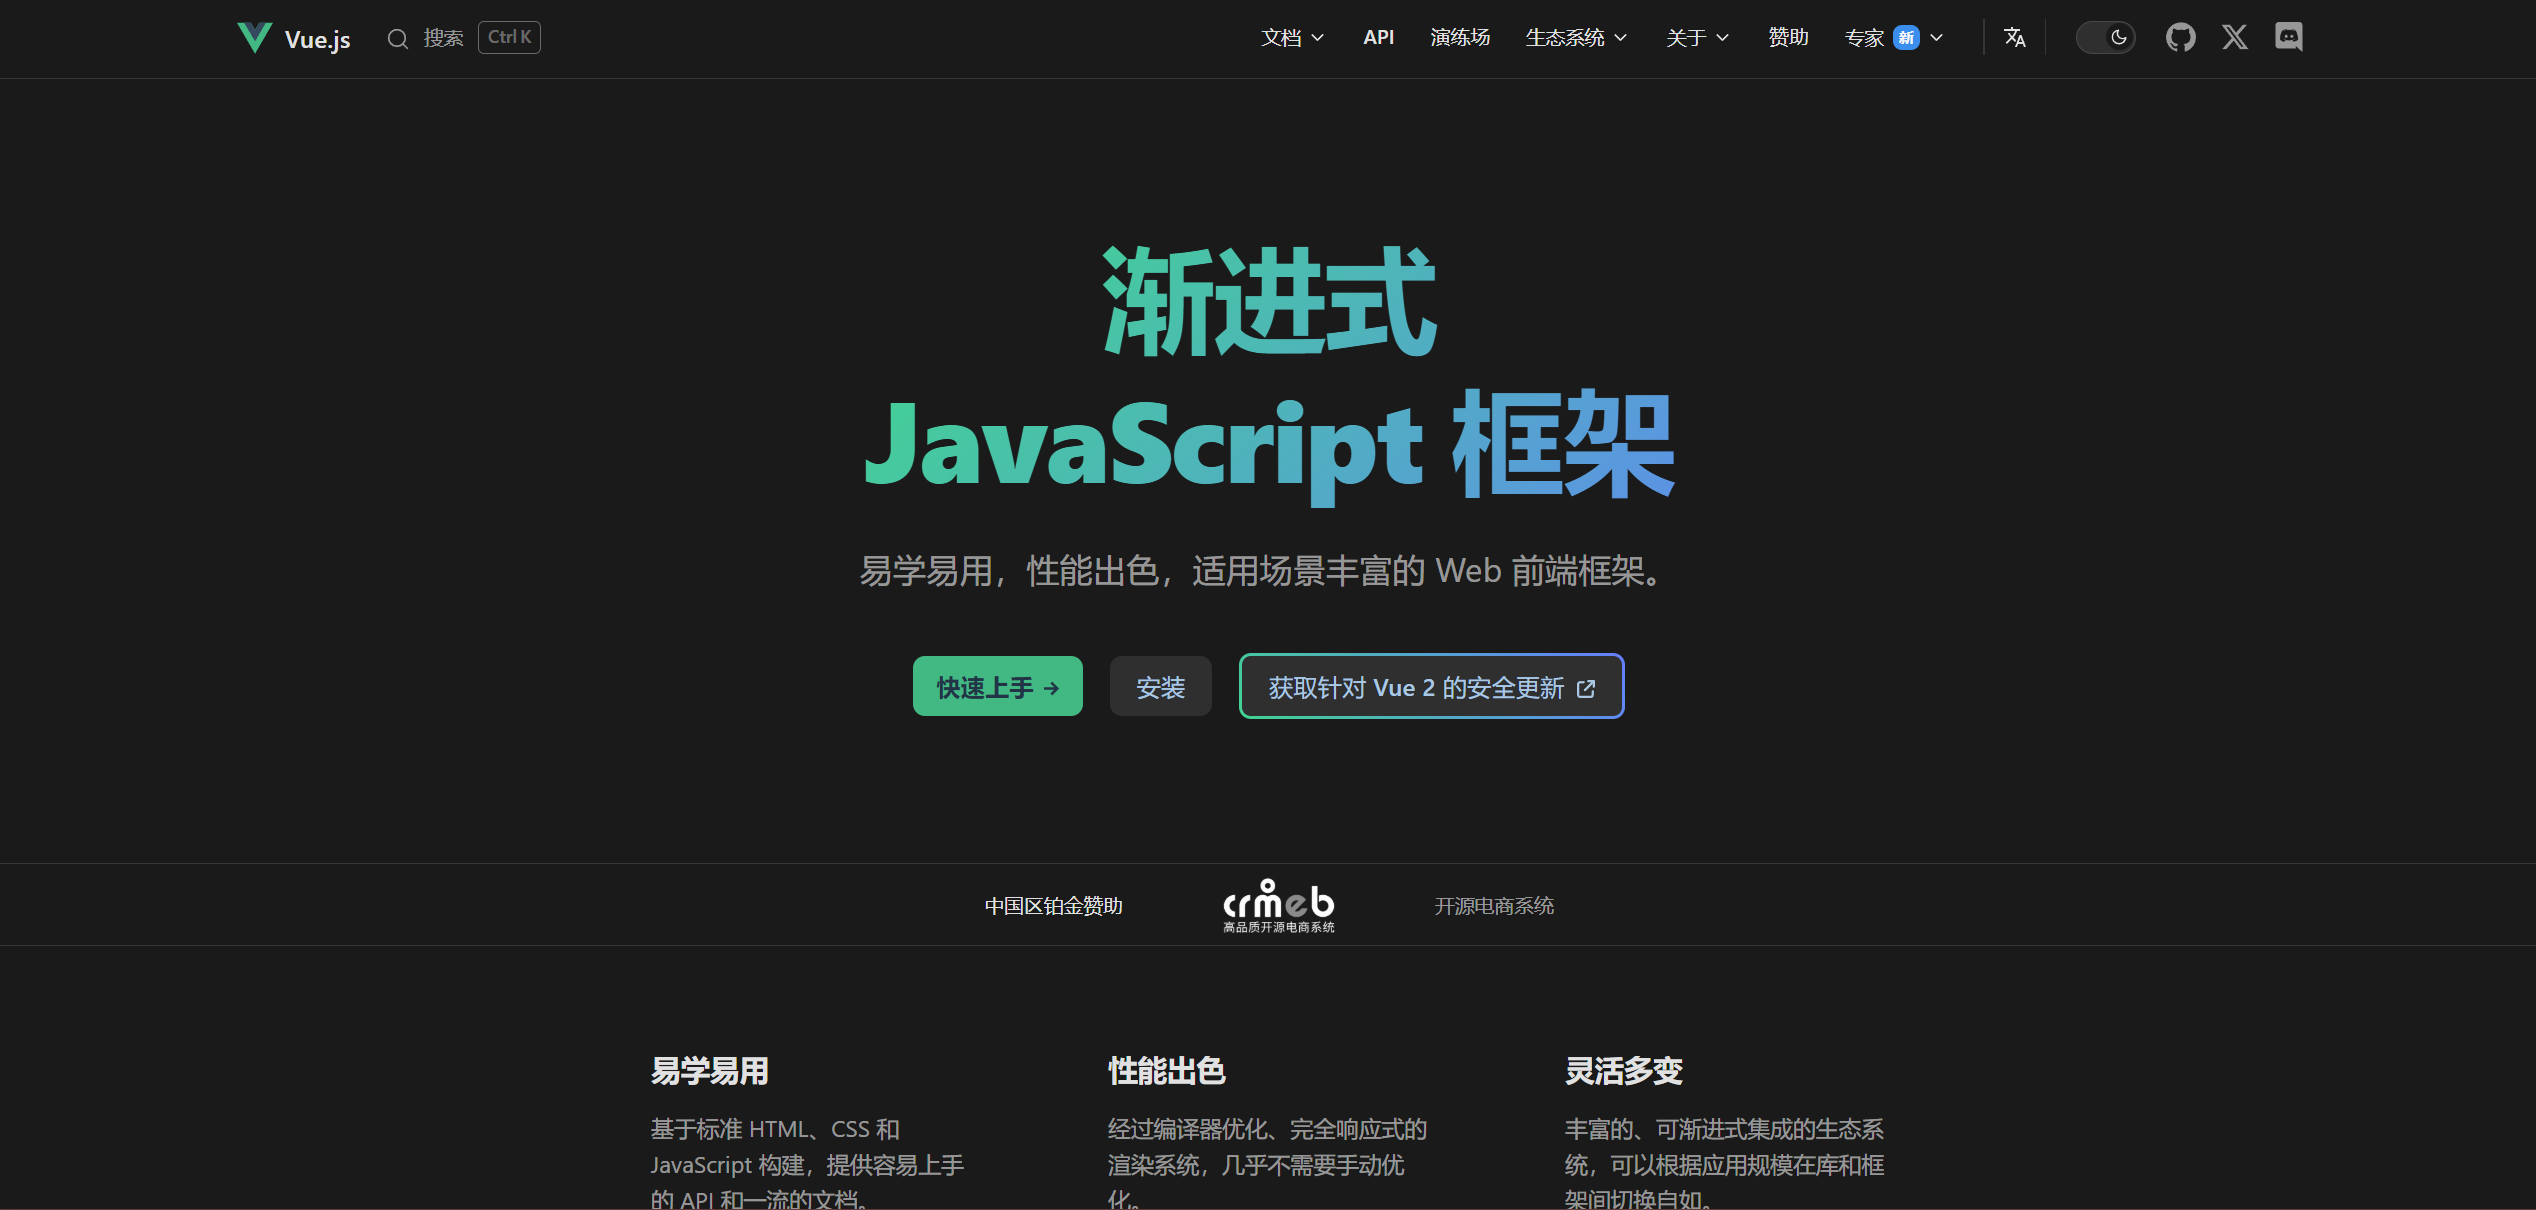 Vue.js 搜索 Ctrl K 文档 API 演练场 生态系统 关于 赞助 专家 新
渐进式
JavaScript 框架
易学易用，性能出色，适用场景丰富的 Web 前端框架。
快速上手 → 安装 获取针对 Vue 2 的安全更新
中国区铂金赞助 crmeb 开源电商系统
高品质开源电商系统
易学易用
基于标准 HTML、CSS 和
JavaScript 构建，提供容易上手
的 API 和一流的文档。
性能出色
经过编译器优化、完全响应式的
渲染系统，几乎不需要手动优
化。
灵活多变
丰富的、可渐进式集成的生态系
统，可以根据应用规模在库和框
架间切换自如。